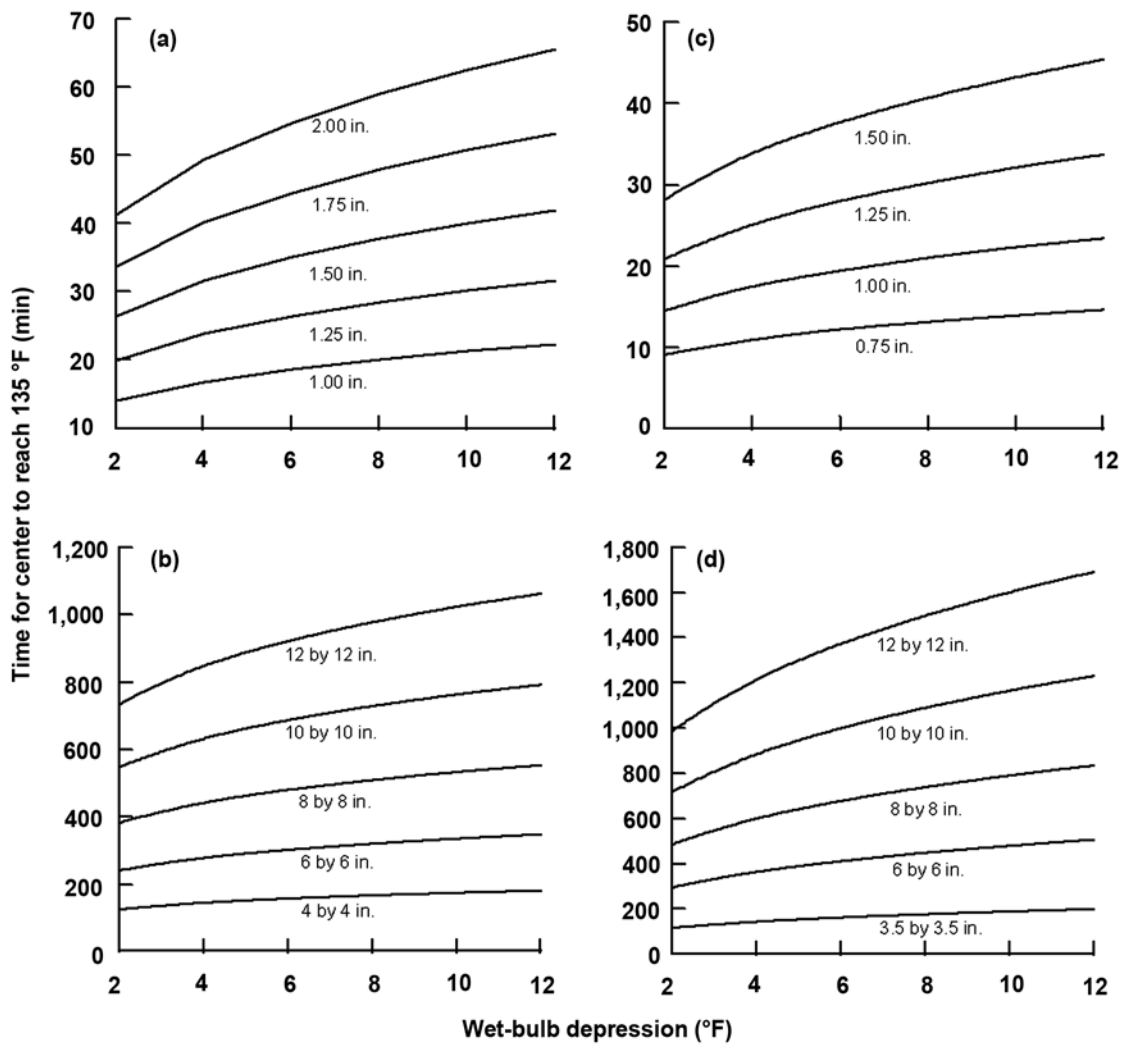 Time for center to reach 135 °F (min)
(a)
70
60
50
40
30
20
10
2.00 in.
1.75 in.
1.50 in.
1.25 in.
1.00 in.
2 4 6 8 10 12
(c)
50
40
30
20
10
0
1.50 in.
1.25 in.
1.00 in.
0.75 in.
2 4 6 8 10 12
(b)
1,200
1,000
800
600
400
200
0
12 by 12 in.
10 by 10 in.
8 by 8 in.
6 by 6 in.
4 by 4 in.
2 4 6 8 10 12
(d)
1,800
1,600
1,400
1,200
1,000
800
600
400
200
0
12 by 12 in.
10 by 10 in.
8 by 8 in.
6 by 6 in.
3.5 by 3.5 in.
2 4 6 8 10 12
Wet-bulb depression (°F)